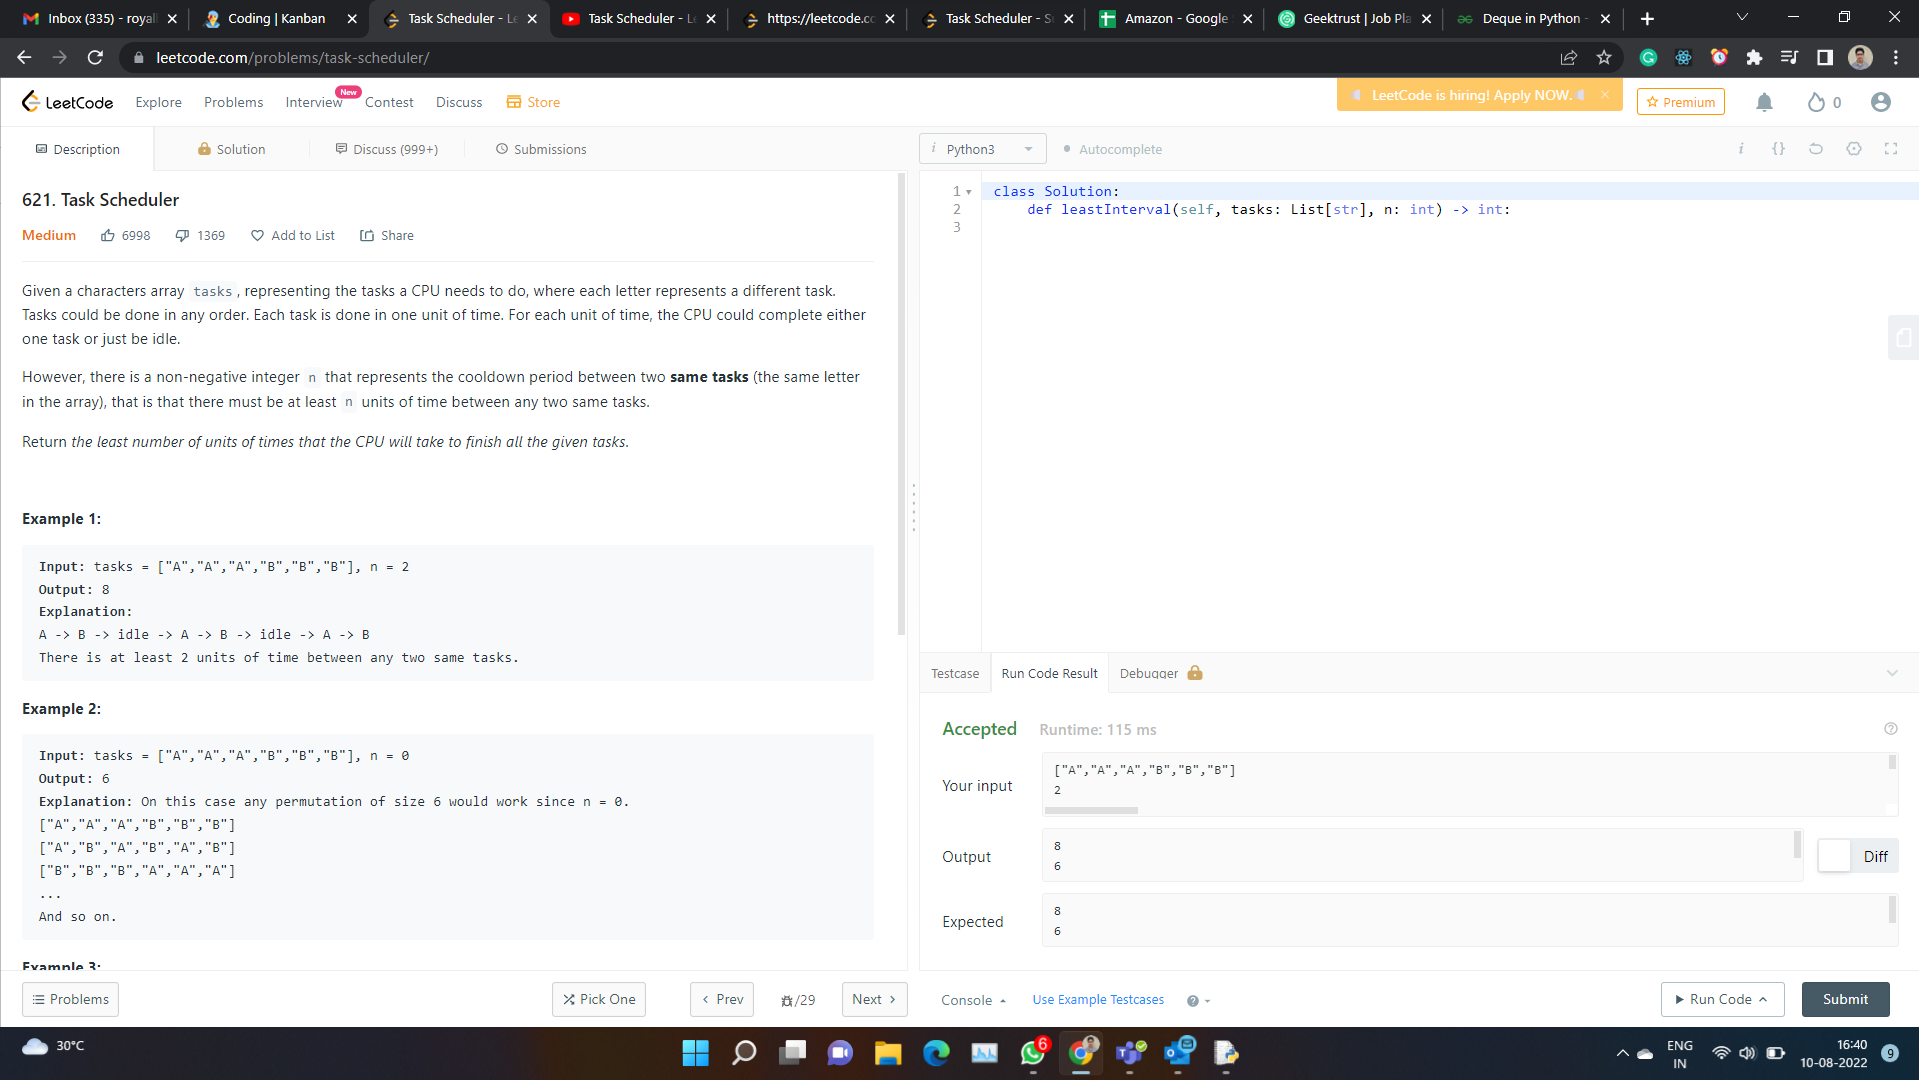 Inbox (335) - royal
Coding | Kanban
Task Scheduler - Le
Task Scheduler - Le
https://leetcode.co
Task Scheduler - Su
Amazon - Google
Geektrust | Job Pla
Deque in Python -
leetcode.com/problems/task-scheduler/
LeetCode
Explore
Problems
Interview
New
Contest
Discuss
Store
LeetCode is hiring! Apply NOW.
Premium
0
Description
Solution
Discuss (999+)
Submissions
i Python3
Autocomplete
i {}
621. Task Scheduler
Medium 6998 1369 Add to List Share
Given a characters array tasks, representing the tasks a CPU needs to do, where each letter represents a different task.
Tasks could be done in any order. Each task is done in one unit of time. For each unit of time, the CPU could complete either
one task or just be idle.
However, there is a non-negative integer n that represents the cooldown period between two same tasks (the same letter
in the array), that is that there must be at least n units of time between any two same tasks.
Return the least number of units of times that the CPU will take to finish all the given tasks.
Example 1:
Input: tasks = ["A","A","A","B","B","B"], n = 2
Output: 8
Explanation:
A -> B -> idle -> A -> B -> idle -> A -> B
There is at least 2 units of time between any two same tasks.
Example 2:
Input: tasks = ["A","A","A","B","B","B"], n = 0
Output: 6
Explanation: On this case any permutation of size 6 would work since n = 0.
["A","A","A","B","B","B"]
["A","B","A","B","A","B"]
["B","B","B","A","A","A"]
...
And so on.
Example 3:
Problems
Pick One
Prev
/29
Next
1 class Solution:
2 def leastInterval(self, tasks: List[str], n: int) -> int:
3
Testcase
Run Code Result
Debugger
Accepted Runtime: 115 ms
Your input
["A","A","A","B","B","B"]
2
Output
8
6
Diff
Expected
8
6
Console
Use Example Testcases
Run Code
Submit
30°C
6
ENG
IN
16:40
10-08-2022
9